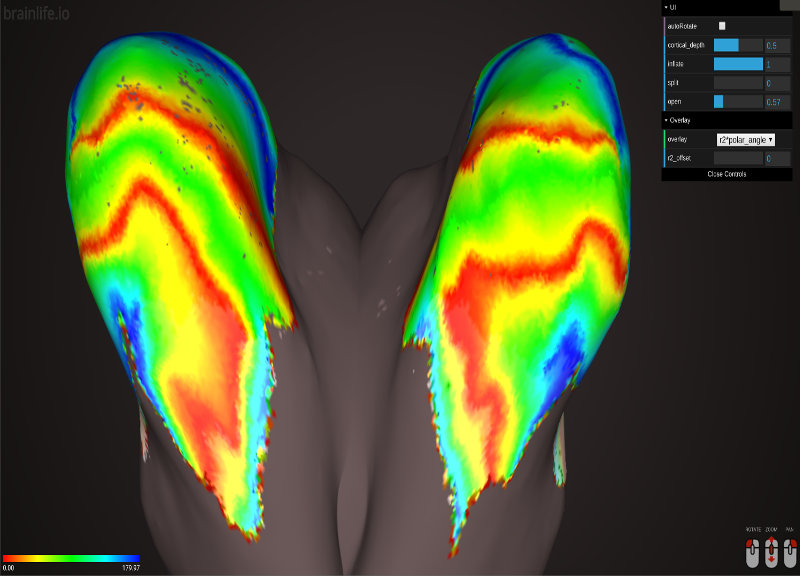 brainlife.io
UI
autoRotate
cortical_depth 0.5
inflate 1
split 0
open 0.57
Overlay
overlay r2*polar_angle
r2_offset 0
Close Controls
ROTATE ZOOM PAN
0.00 179.97